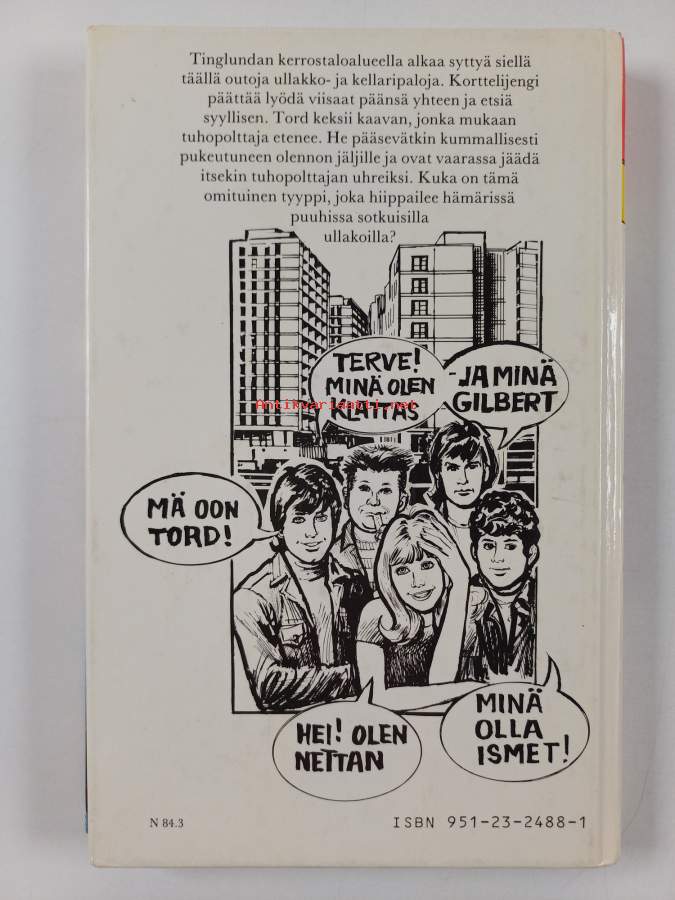 Tinglundan kerrostaloalueella alkaa syttyä siellä
täällä outoja ullakko- ja kellaripaloja. Korttelijengi
päättää lyödä viisaat päänsä yhteen ja etsiä
syyllisen. Tord keksii kaavan, jonka mukaan
tuhopolttaja etenee. He pääsevätkin kummallisesti
pukeutuneen olennon jäljille ja ovat vaarassa jäädä
itsekin tuhopolttajan uhreiksi. Kuka on tämä
omituinen tyyppi, joka hiippailee hämärissä
puuhissa sotkuisilla
ullakoilla?
TERVE!
MINÄ OLEN
KLATTAS
-JA MINÄ
GILBERT
Antikvariaatti.net
MÄ OON
TORD!
HEI! OLEN
NETTAN
MINÄ
OLLA
ISMET!
N 84.3
ISBN 951-23-2488-1